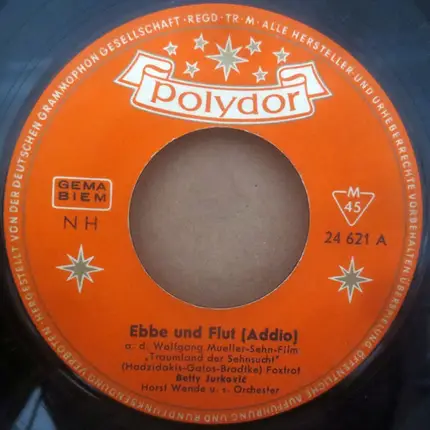 HERGESTELLT VON DER DEUTSCHEN GRAMMOPHON GESELLSCHAFT · REGD · TR · M · ALLE HERSTELLER- UND URHEBERRECHTE VORBEHALTEN
ÜBERSPIELUNG ÖFFENTLICHE AUFFÜHRUNG UND RUNDFUNKSENDUNG VERBOTEN
Polydor
GEMA
BIEM
NH
M
45
24 621 A
Ebbe und Flut (Addio)
a. d. Wolfgang Mueller-Sehn-Film
„Traumland der Sehnsucht"
(Hadzidakis-Gatos-Bradtke) Foxtrot
Betty Jurković
Horst Wende u. s. Orchester